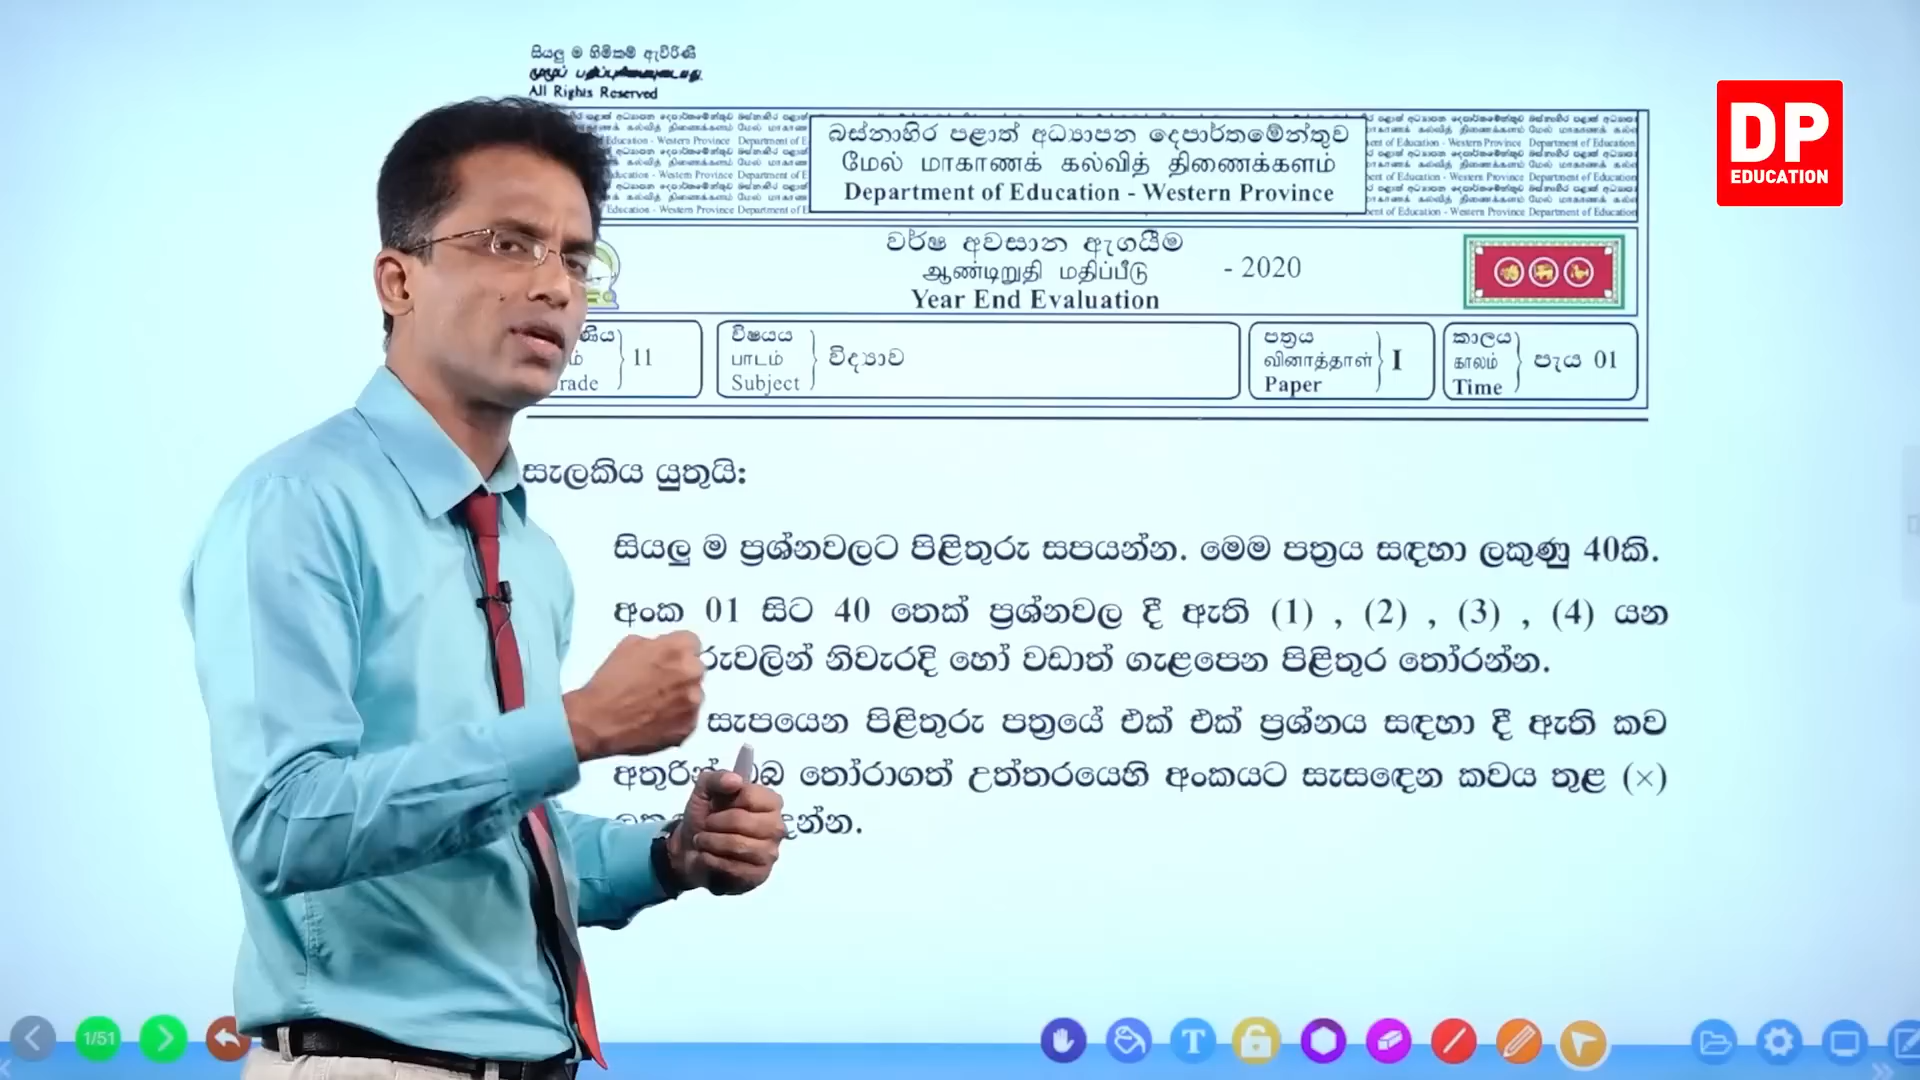 සියලු ම හිමිකම් ඇවිරිණි
All Rights Reserved
බස්නාහිර පළාත් අධ්‍යාපන දෙපාර්තමේන්තුව
மேல் மாகாணக் கல்வித் திணைக்களம்
Department of Education - Western Province
DP
EDUCATION
වර්ෂ අවසාන ඇගයීම
ஆண்டிறுதி மதிப்பீடு - 2020
Year End Evaluation
11
විෂයය
பாடம்
Subject
විද්‍යාව
පත්‍රය
வினாத்தாள்
Paper
I
කාලය
காலம்
Time
පැය 01
සැලකිය යුතුයි:
සියලු ම ප්‍රශ්නවලට පිළිතුරු සපයන්න. මෙම පත්‍රය සඳහා ලකුණු 40කි.
අංක 01 සිට 40 තෙක් ප්‍රශ්නවල දී ඇති (1) , (2) , (3) , (4) යන
නිවැරදි හෝ වඩාත් ගැළපෙන පිළිතුර තෝරන්න.
සැපයෙන පිළිතුරු පත්‍රයේ එක් එක් ප්‍රශ්නය සඳහා දී ඇති කව
තෝරාගත් උත්තරයෙහි අංකයට සැසඳෙන කවය තුළ (×)
1/51